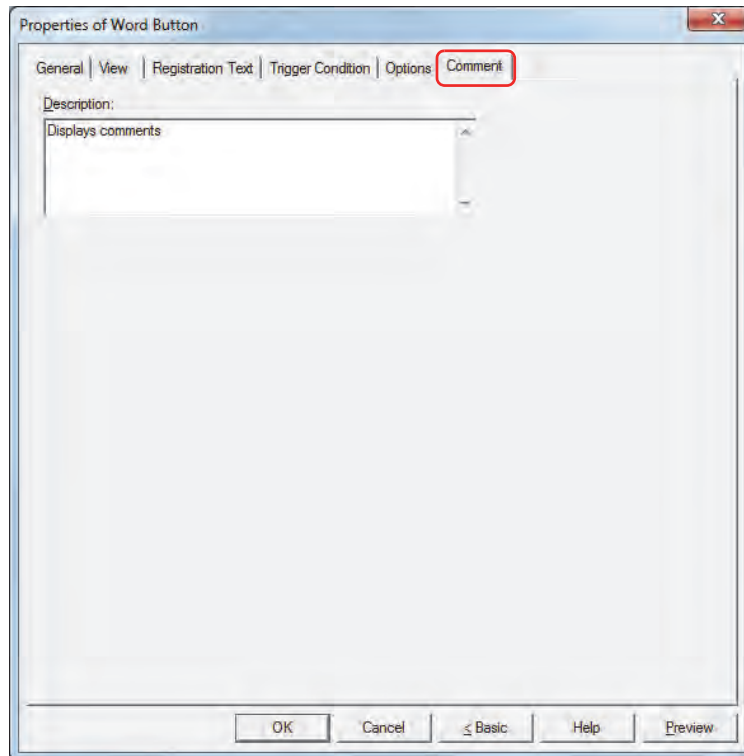 Properties of Word Button
General View Registration Text Trigger Condition Options Comment
Description:
Displays comments
OK Cancel < Basic Help Preview